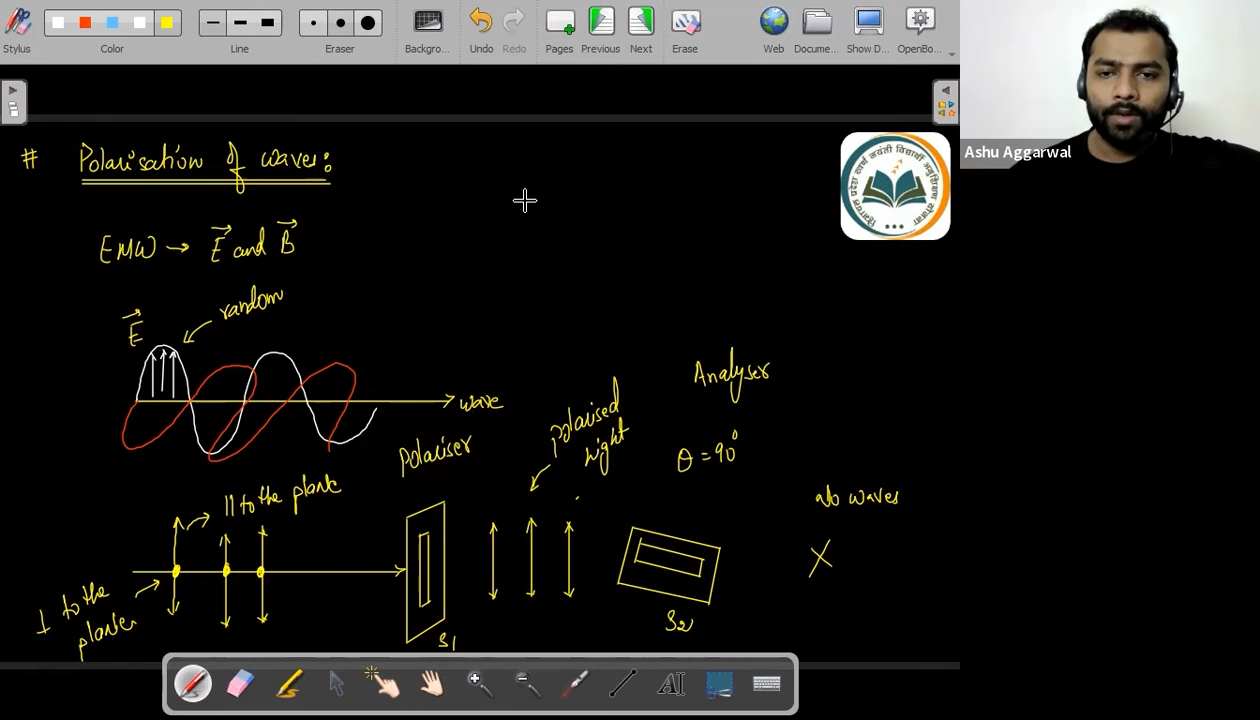 Stylus
Color
Line
Eraser
Backgro...
Undo
Redo
Pages
Previous
Next
Erase
Web
Docume...
Show D...
OpenBo...
Ashu Aggarwal
# Polarisation of waves:
EMW → E and B
E
random
wave
Analyser
polarised
light
Polariser
θ = 90°
|| to the plane
no waves
X
⊥ to the
plane
S1
S2